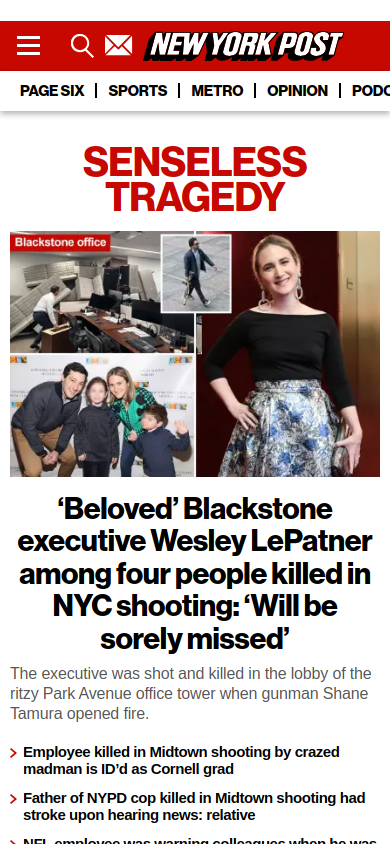 NEW YORK POST
PAGE SIX
SPORTS
METRO
OPINION
PODC
SENSELESS
TRAGEDY
Blackstone office
‘Beloved’ Blackstone
executive Wesley LePatner
among four people killed in
NYC shooting: ‘Will be
sorely missed’
The executive was shot and killed in the lobby of the
ritzy Park Avenue office tower when gunman Shane
Tamura opened fire.
Employee killed in Midtown shooting by crazed
madman is ID’d as Cornell grad
Father of NYPD cop killed in Midtown shooting had
stroke upon hearing news: relative
NFL employee was warning colleagues when he was